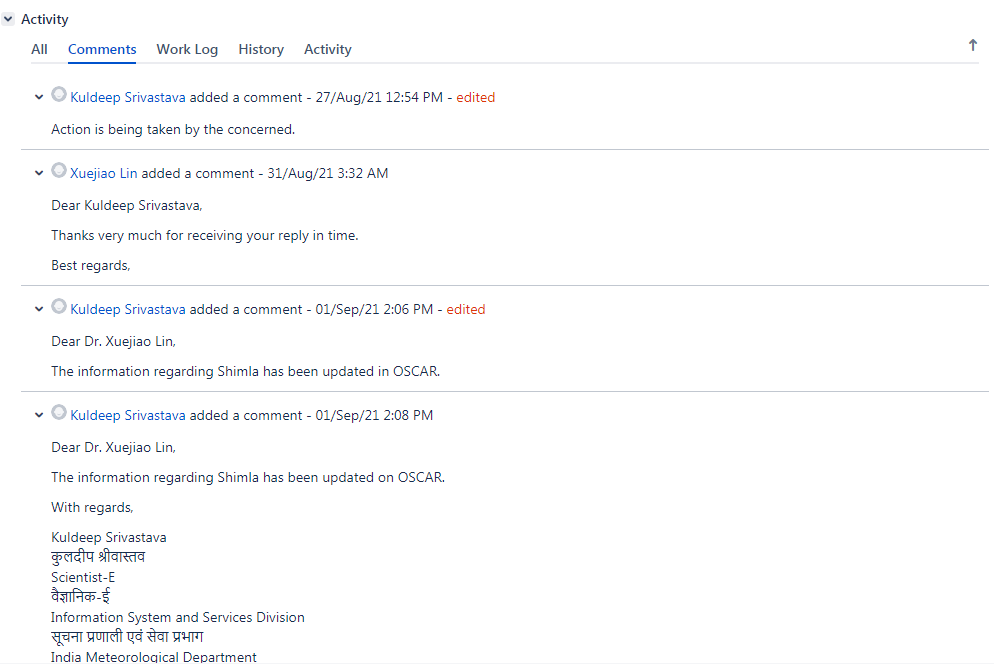 Activity
All Comments Work Log History Activity
Kuldeep Srivastava added a comment - 27/Aug/21 12:54 PM - edited
Action is being taken by the concerned.
Xuejiao Lin added a comment - 31/Aug/21 3:32 AM
Dear Kuldeep Srivastava,
Thanks very much for receiving your reply in time.
Best regards,
Kuldeep Srivastava added a comment - 01/Sep/21 2:06 PM - edited
Dear Dr. Xuejiao Lin,
The information regarding Shimla has been updated in OSCAR.
Kuldeep Srivastava added a comment - 01/Sep/21 2:08 PM
Dear Dr. Xuejiao Lin,
The information regarding Shimla has been updated on OSCAR.
With regards,
Kuldeep Srivastava
कुलदीप श्रीवास्तव
Scientist-E
वैज्ञानिक-ई
Information System and Services Division
सूचना प्रणाली एवं सेवा प्रभाग
India Meteorological Department